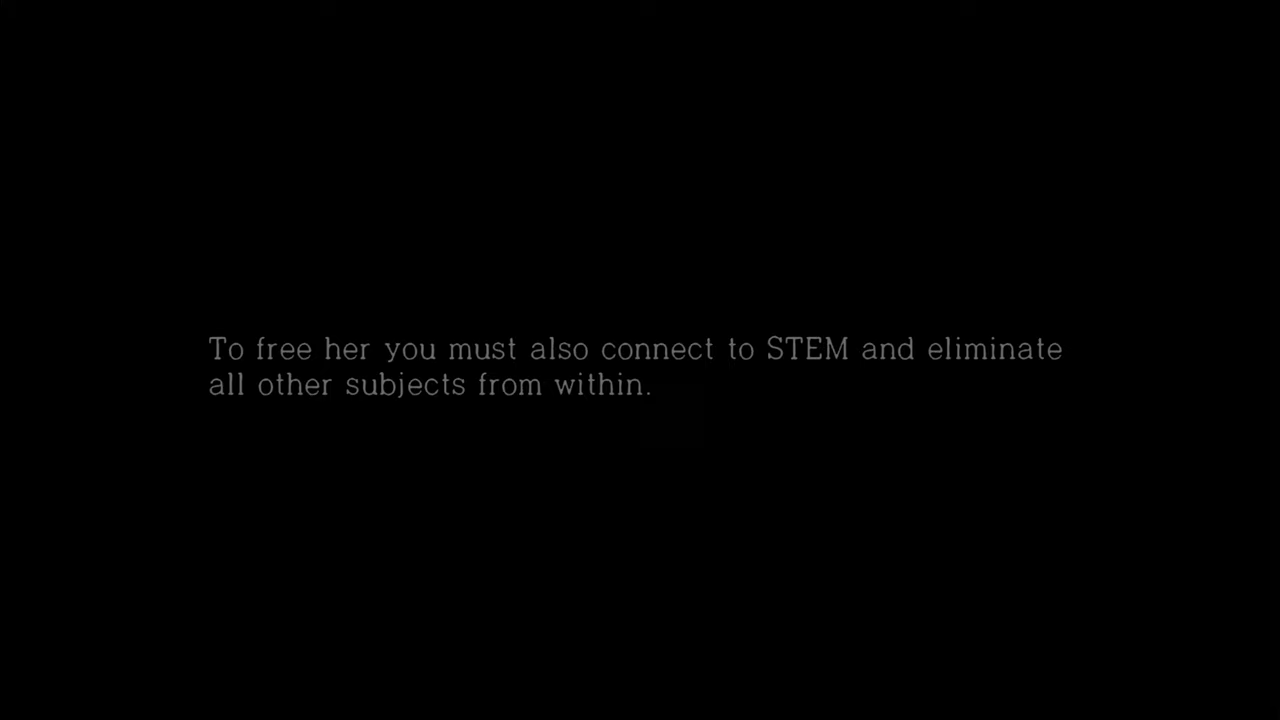 To free her you must also connect to STEM and eliminate
all other subjects from within.